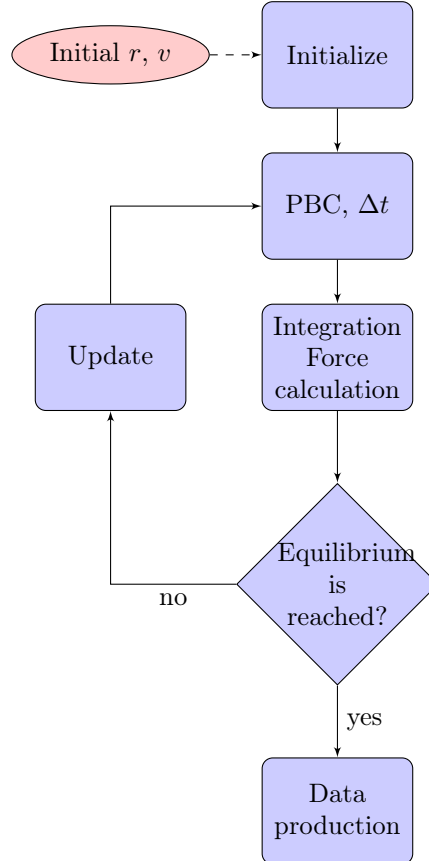 Initial r, v
Initialize
PBC, Δt
Integration
Force
calculation
Update
Equilibrium
is
reached?
no
yes
Data
production